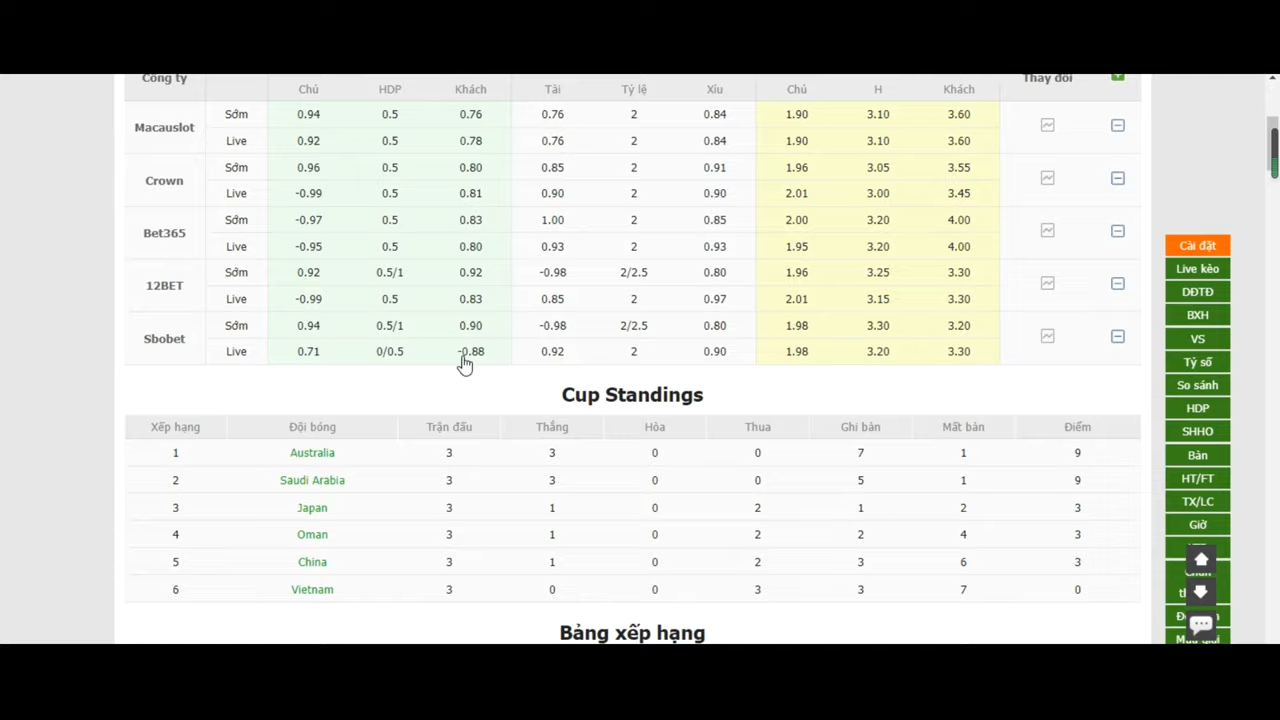 Công ty Thay đổi
Chủ HDP Khách Tài Tỷ lệ Xíu Chủ H Khách
Macauslot Sớm 0.94 0.5 0.76 0.76 2 0.84 1.90 3.10 3.60
Live 0.92 0.5 0.78 0.76 2 0.84 1.90 3.10 3.60
Crown Sớm 0.96 0.5 0.80 0.85 2 0.91 1.96 3.05 3.55
Live -0.99 0.5 0.81 0.90 2 0.90 2.01 3.00 3.45
Bet365 Sớm -0.97 0.5 0.83 1.00 2 0.85 2.00 3.20 4.00
Live -0.95 0.5 0.80 0.93 2 0.93 1.95 3.20 4.00
12BET Sớm 0.92 0.5/1 0.92 -0.98 2/2.5 0.80 1.96 3.25 3.30
Live -0.99 0.5 0.83 0.85 2 0.97 2.01 3.15 3.30
Sbobet Sớm 0.94 0.5/1 0.90 -0.98 2/2.5 0.80 1.98 3.30 3.20
Live 0.71 0/0.5 -0.88 0.92 2 0.90 1.98 3.20 3.30
Cup Standings
Xếp hạng Đội bóng Trận đấu Thắng Hòa Thua Ghi bàn Mất bàn Điểm
1 Australia 3 3 0 0 7 1 9
2 Saudi Arabia 3 3 0 0 5 1 9
3 Japan 3 1 0 2 1 2 3
4 Oman 3 1 0 2 2 4 3
5 China 3 1 0 2 3 6 3
6 Vietnam 3 0 0 3 3 7 0
Bảng xếp hạng
Cài đặt
Live kèo
DĐTĐ
BXH
VS
Tỷ số
So sánh
HDP
SHHO
Bàn
HT/FT
TX/LC
Giờ